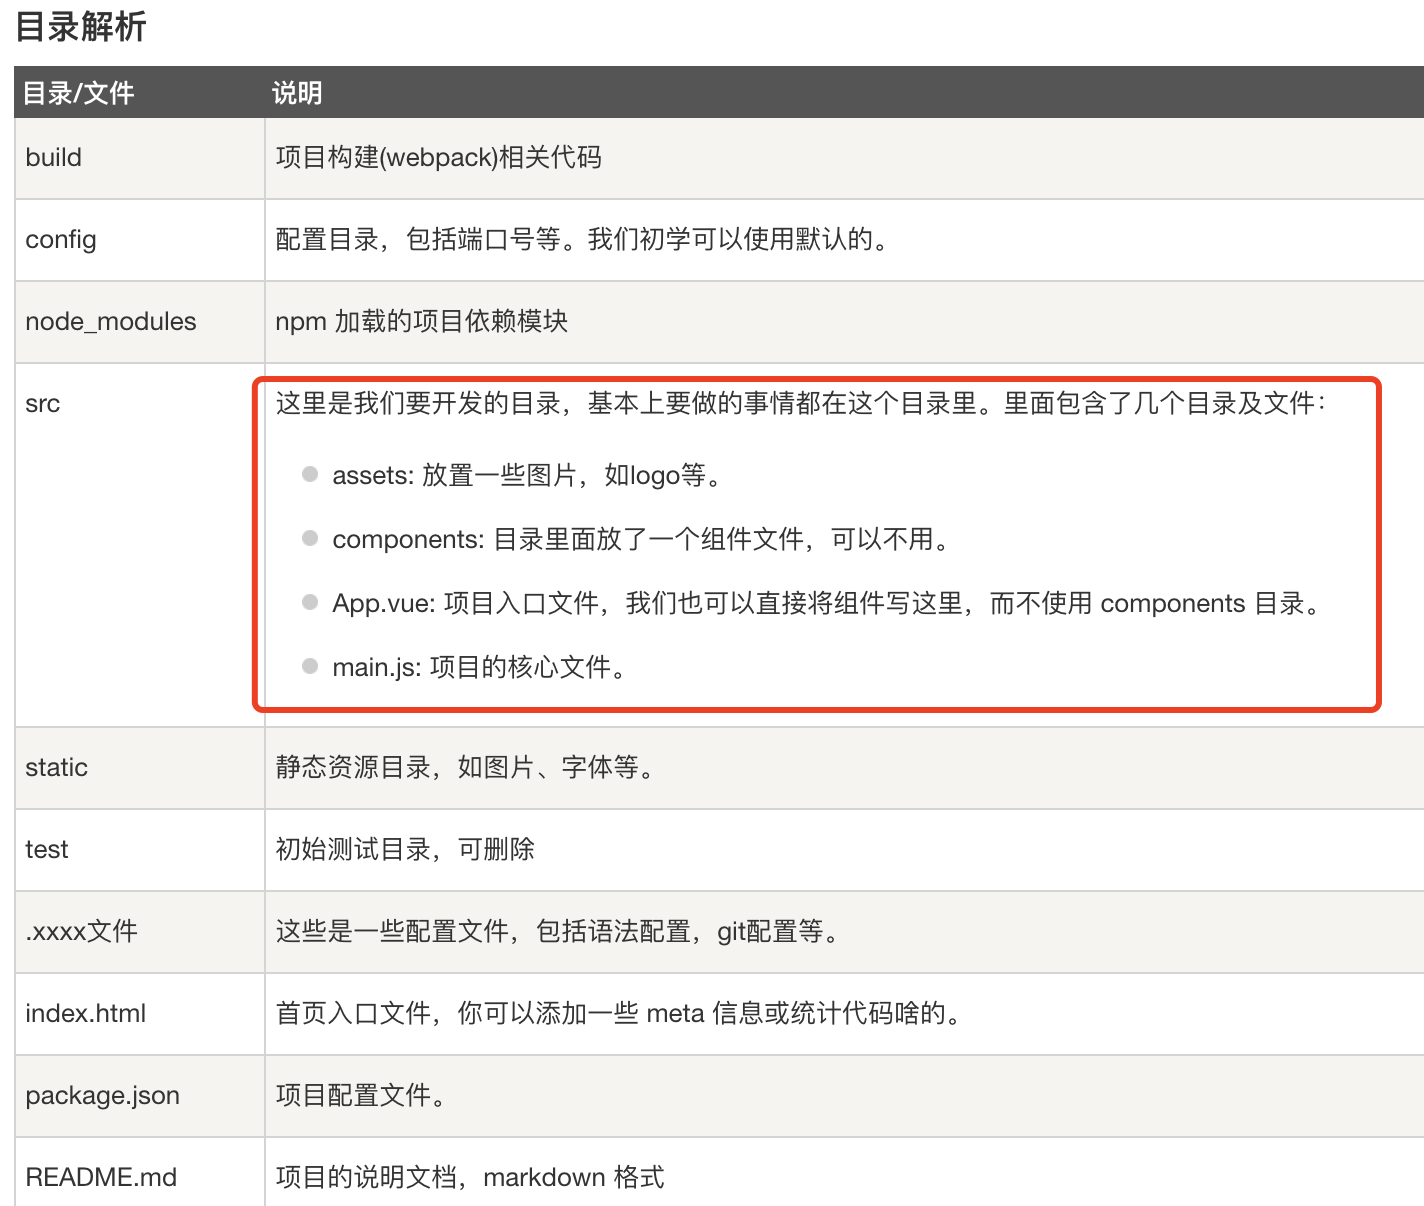 目录解析
目录/文件 说明
build 项目构建(webpack)相关代码
config 配置目录，包括端口号等。我们初学可以使用默认的。
node_modules npm 加载的项目依赖模块
src 这里是我们要开发的目录，基本上要做的事情都在这个目录里。里面包含了几个目录及文件：
assets: 放置一些图片，如logo等。
components: 目录里面放了一个组件文件，可以不用。
App.vue: 项目入口文件，我们也可以直接将组件写这里，而不使用 components 目录。
main.js: 项目的核心文件。
static 静态资源目录，如图片、字体等。
test 初始测试目录，可删除
.xxxx文件 这些是一些配置文件，包括语法配置，git配置等。
index.html 首页入口文件，你可以添加一些 meta 信息或统计代码啥的。
package.json 项目配置文件。
README.md 项目的说明文档，markdown 格式